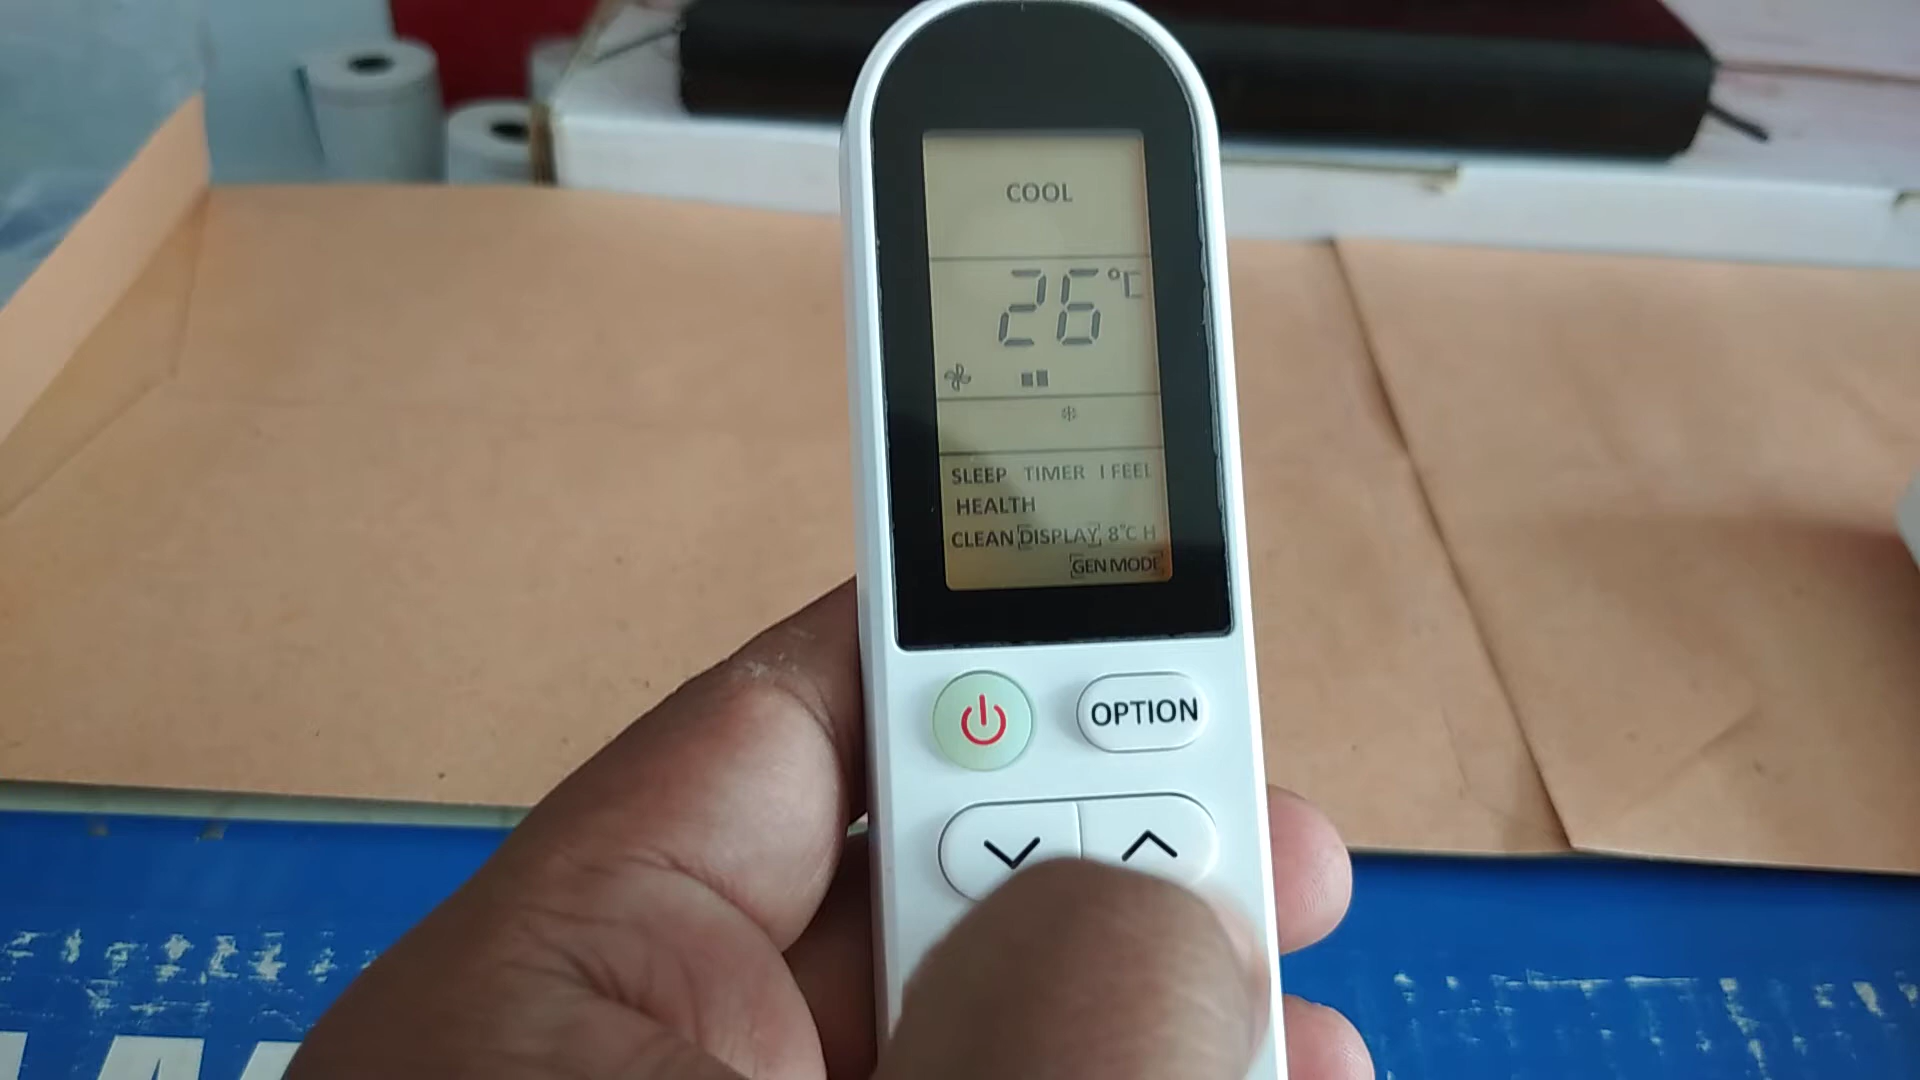 COOL
26°C
SLEEP TIMER I FEEL
HEALTH
CLEAN DISPLAY 8°C H
GEN MODE
OPTION